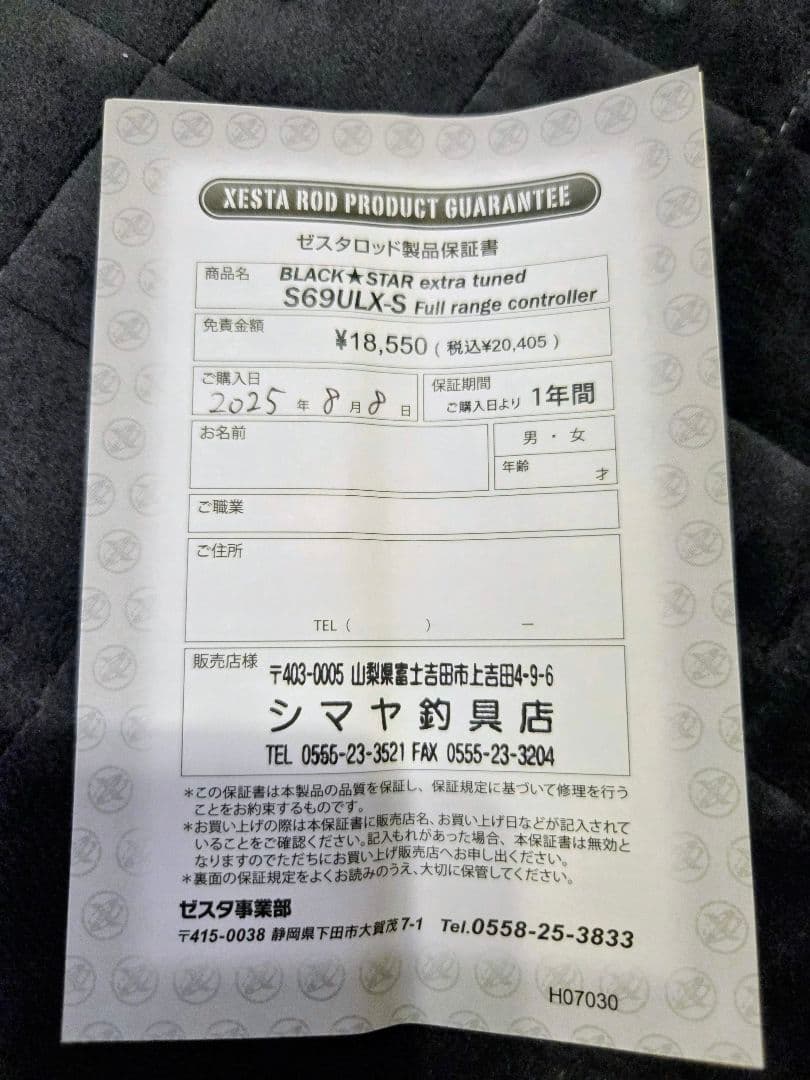 XESTA ROD PRODUCT GUARANTEE
ゼスタロッド製品保証書
商品名 BLACK★STAR extra tuned
S69ULX-S Full range controller
免責金額
¥18,550 ( 税込¥20,405 )
ご購入日
2025 年 8 月 8 日
保証期間
ご購入日より 1年間
お名前
男 ・ 女
年齢 才
ご職業
ご住所
TEL ( ) ー
販売店様
〒403-0005 山梨県富士吉田市上吉田4-9-6
シマヤ釣具店
TEL 0555-23-3521 FAX 0555-23-3204
*この保証書は本製品の品質を保証し、保証規定に基づいて修理を行う
ことをお約束するものです。
*お買い上げの際は本保証書に販売店名、お買い上げ日などが記入されて
いることをご確認ください。記入もれがあった場合、本保証書は無効と
なりますのでただちにお買い上げ販売店へお申し出ください。
*裏面の保証規定をよくお読みのうえ、大切に保管してください。
ゼスタ事業部
〒415-0038 静岡県下田市大賀茂7-1 Tel.0558-25-3833
H07030